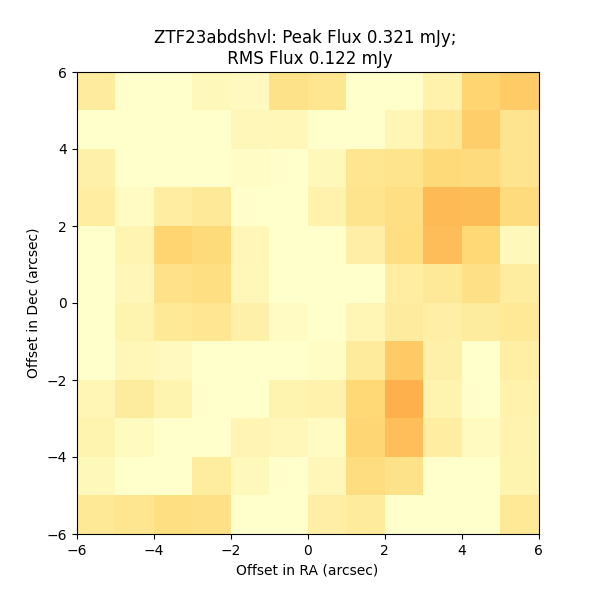 ZTF23abdshvl: Peak Flux 0.321 mJy;
RMS Flux 0.122 mJy
6
4
2
0
−2
−4
−6
Offset in Dec (arcsec)
−6 −4 −2 0 2 4 6
Offset in RA (arcsec)